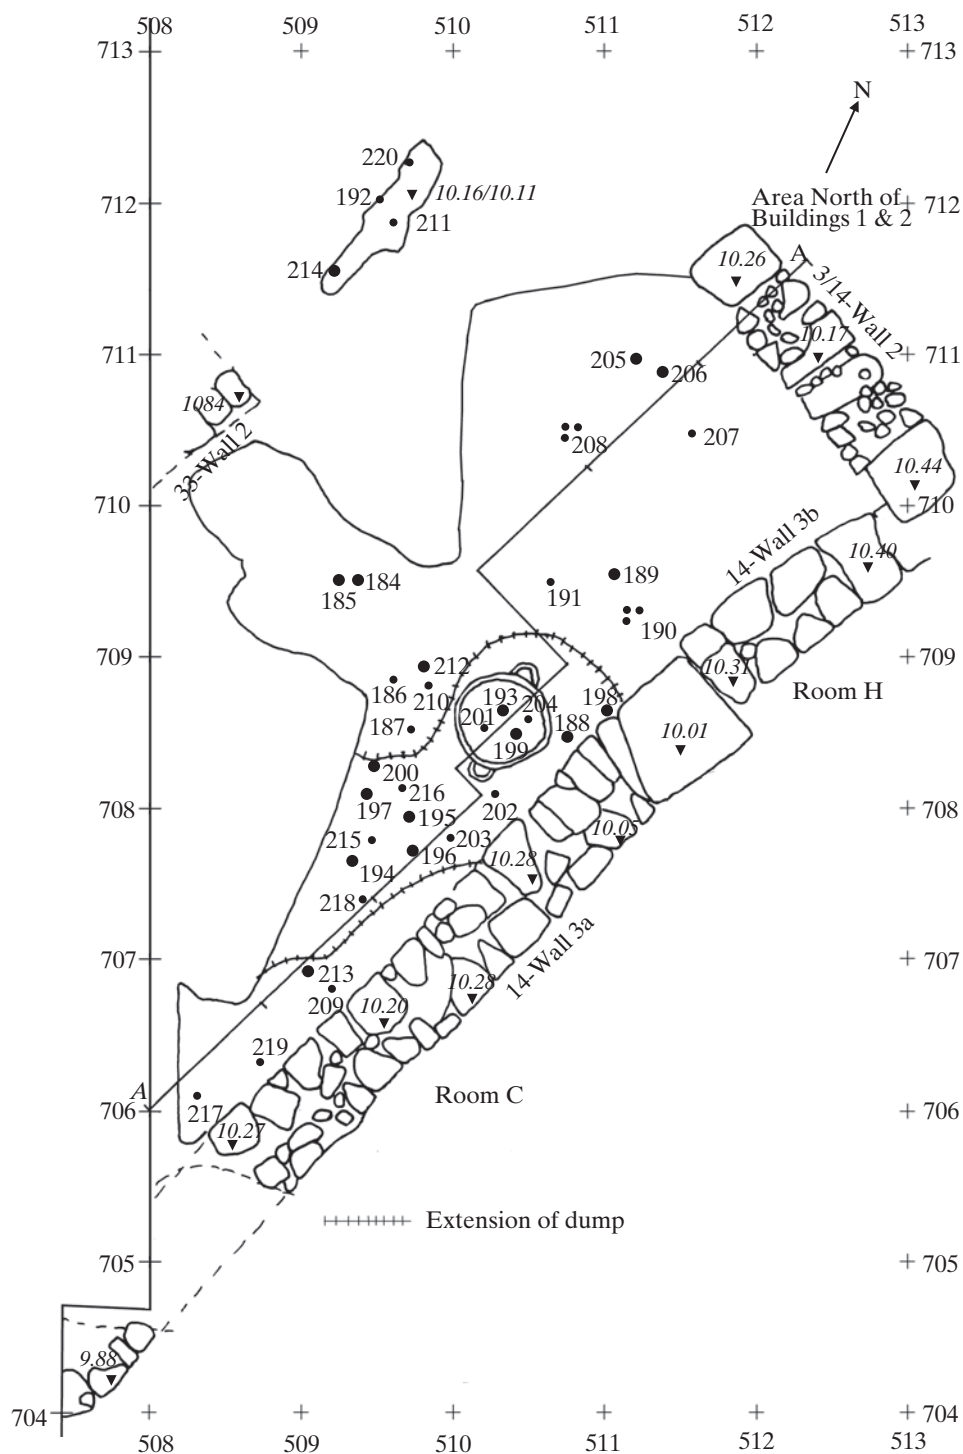 508 509 510 511 512 513
713 713
N
220
192 10.16/10.11
712 Area North of 712
Buildings 1 & 2
211
214 10.26 A
3/14-Wall 2
10.17
711 711
205 206
1084
207
208
33-Wall 2
10.44
710 710
14-Wall 3b
10.40
184 189
185 191
190
709 709
212 10.31
186 210 193 198 Room H
201 204
187 188 10.01
199
200
216
708 197 202 708
195
215 203 10.05
196
194 10.28
218
14-Wall 3a
707 707
213 10.28
209 10.20
219
A Room C
706 217 706
10.27
Extension of dump
705 705
9.88
704 704
508 509 510 511 512 513